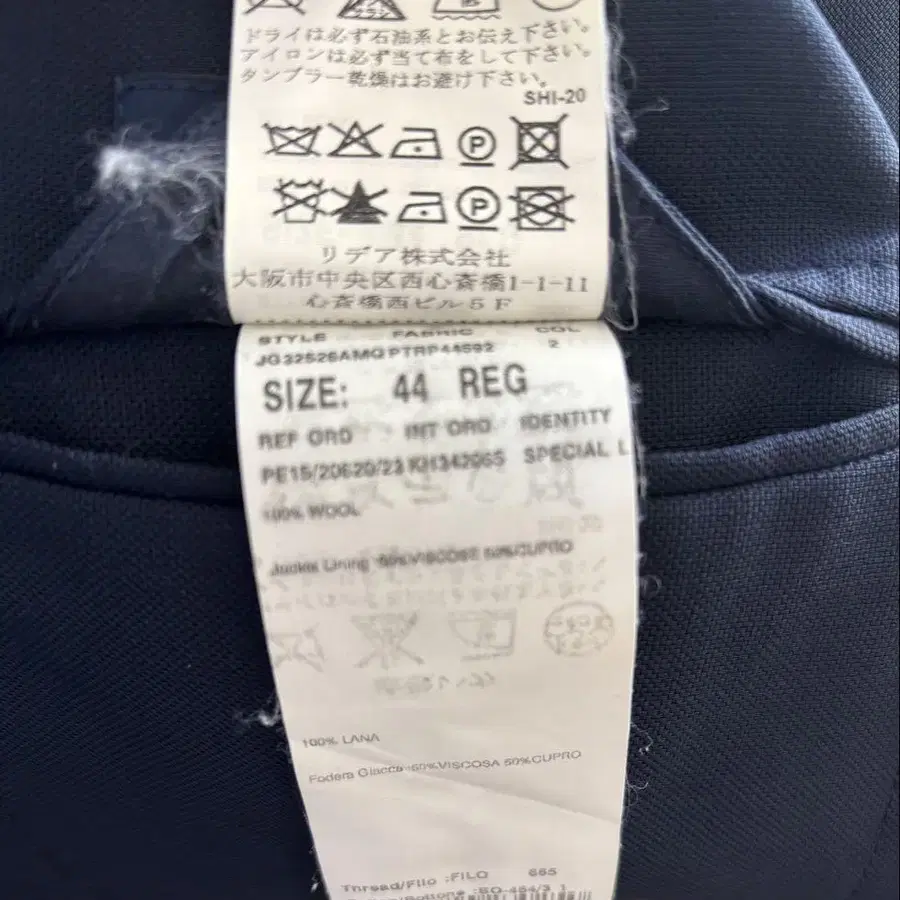 ドライは必ず石油系とお伝え下さい。
アイロンは必ず当て布をして下さい。
タンブラー乾燥はお避け下さい。
SHI-20
リデア株式会社
大阪市中央区西心斎橋1-1-11
心斎橋西ビル5F
STYLE FABRIC COL
JG32526AMQ PTRP44592 2
SIZE: 44 REG
REF ORD INT ORD IDENTITY
PE15/20620/23 KH342065 SPECIAL L
100% WOOL
Jacket Lining :50%VISCOSE 50%CUPRO
100% LANA
Fodera Giacca :50%VISCOSA 50%CUPRO
Thread/Filo :FILO 665